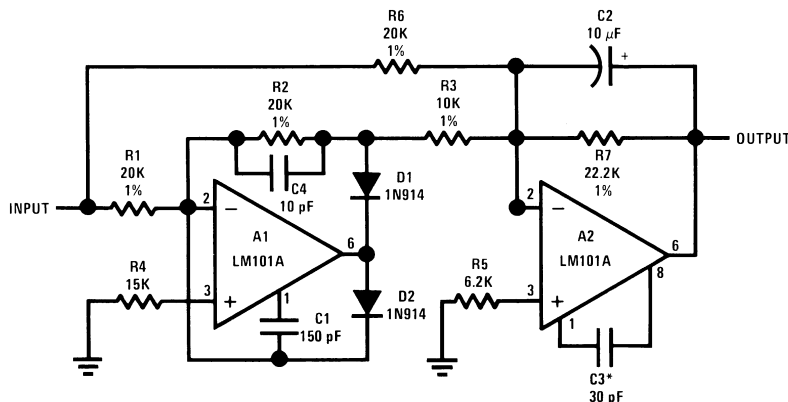 R6
20K
1%
C2
10 μF
+
R2
20K
1%
R3
10K
1%
R1
20K
1%
C4
10 pF
D1
1N914
R7
22.2K
1%
OUTPUT
INPUT
2
−
A1
LM101A
6
2
−
A2
LM101A
6
8
R4
15K
3
+
1
C1
150 pF
D2
1N914
R5
6.2K
3
+
1
C3*
30 pF